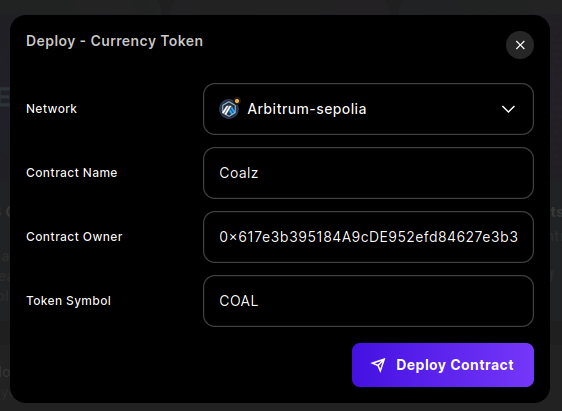 Deploy - Currency Token
Network
Arbitrum-sepolia
Contract Name
Coalz
Contract Owner
0x617e3b395184A9cDE952efd84627e3b3
Token Symbol
COAL
Deploy Contract